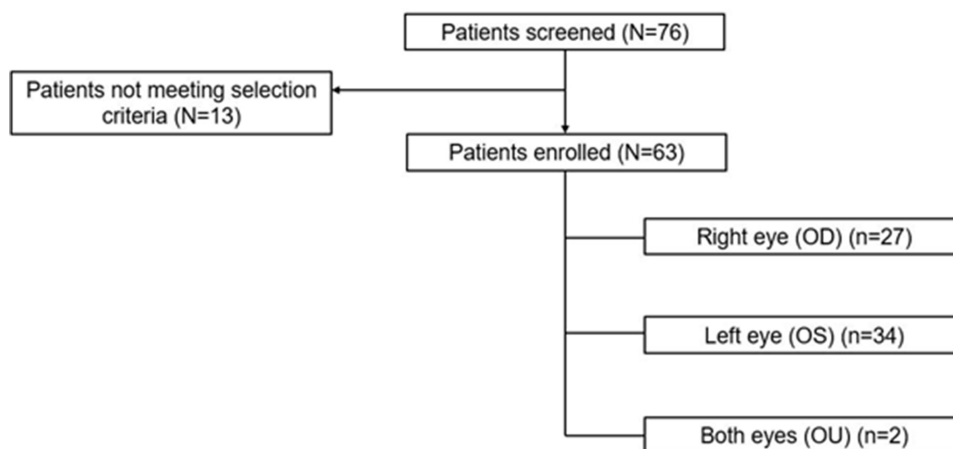 Patients screened (N=76)
Patients not meeting selection
criteria (N=13)
Patients enrolled (N=63)
Right eye (OD) (n=27)
Left eye (OS) (n=34)
Both eyes (OU) (n=2)